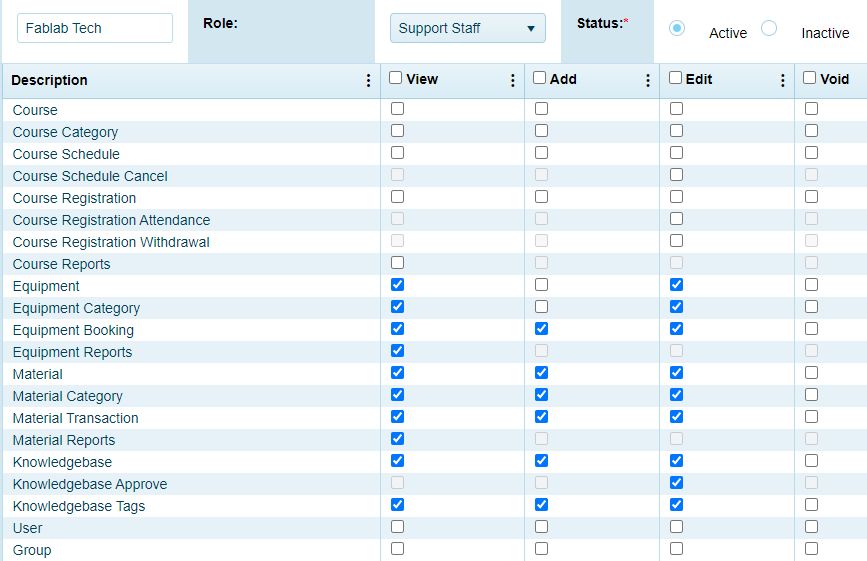 Fablab Tech Role: Support Staff Status:* Active Inactive
Description View Add Edit Void
Course
Course Category
Course Schedule
Course Schedule Cancel
Course Registration
Course Registration Attendance
Course Registration Withdrawal
Course Reports
Equipment
Equipment Category
Equipment Booking
Equipment Reports
Material
Material Category
Material Transaction
Material Reports
Knowledgebase
Knowledgebase Approve
Knowledgebase Tags
User
Group